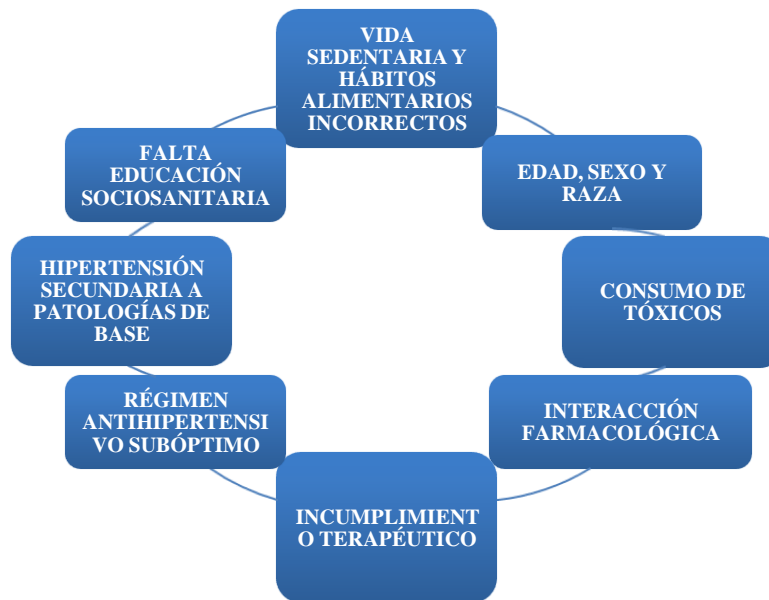 VIDA
SEDENTARIA Y
HÁBITOS
ALIMENTARIOS
INCORRECTOS
EDAD, SEXO Y
RAZA
CONSUMO DE
TÓXICOS
INTERACCIÓN
FARMACOLÓGICA
INCUMPLIMIENT
O TERAPÉUTICO
RÉGIMEN
ANTIHIPERTENSI
VO SUBÓPTIMO
HIPERTENSIÓN
SECUNDARIA A
PATOLOGÍAS DE
BASE
FALTA
EDUCACIÓN
SOCIOSANITARIA